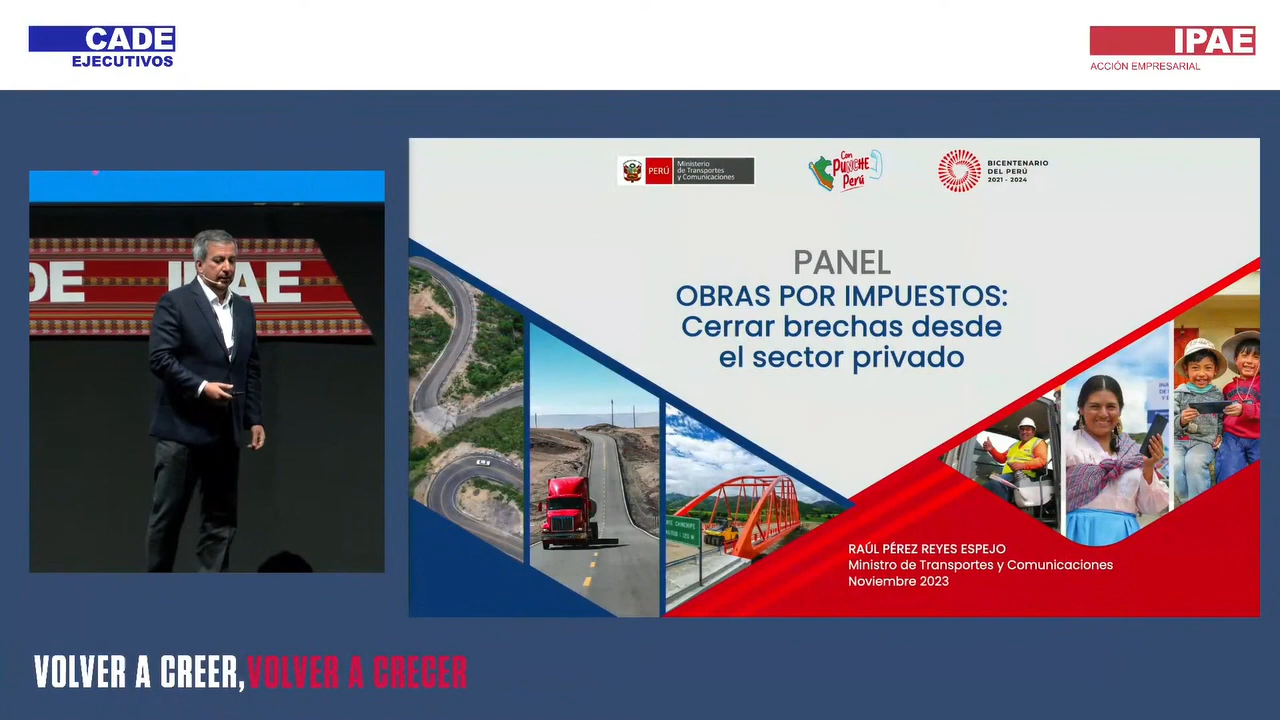 CADE
EJECUTIVOS
IPAE
ACCIÓN EMPRESARIAL
DE IPAE
PERÚ
Ministerio
de Transportes
y Comunicaciones
Con
PUNCHE
Perú
BICENTENARIO
DEL PERÚ
2021 - 2024
PANEL
OBRAS POR IMPUESTOS:
Cerrar brechas desde
el sector privado
RAÚL PÉREZ REYES ESPEJO
Ministro de Transportes y Comunicaciones
Noviembre 2023
VOLVER A CREER, VOLVER A CRECER